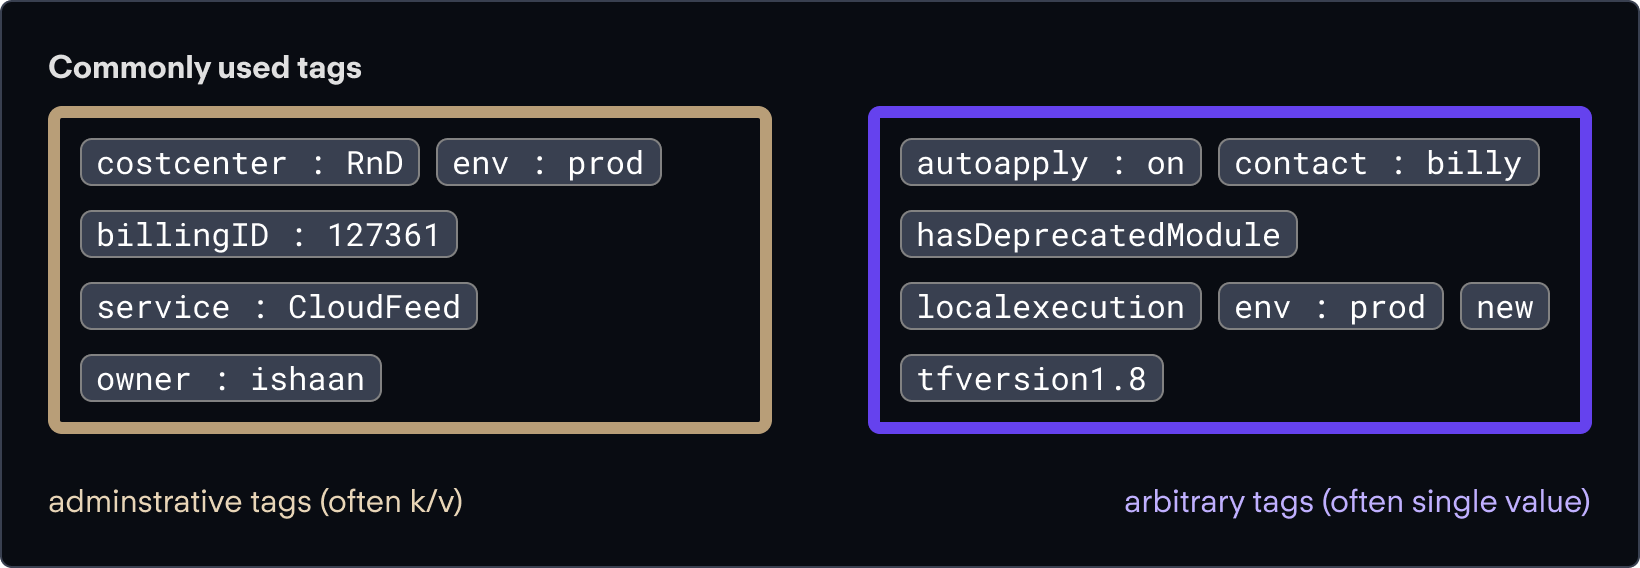 Commonly used tags
costcenter : RnD env : prod
billingID : 127361
service : CloudFeed
owner : ishaan
adminstrative tags (often k/v)
autoapply : on contact : billy
hasDeprecatedModule
localexecution env : prod new
tfversion1.8
arbitrary tags (often single value)